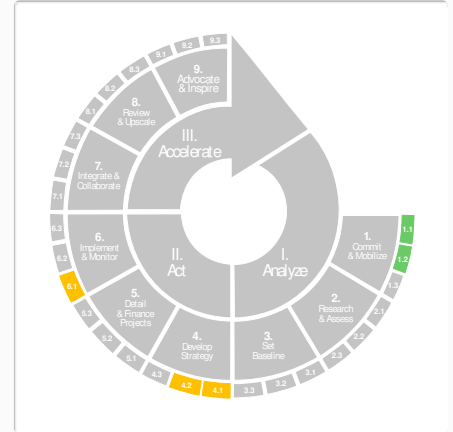 9.3
9.2
9.1
8.3
8.2
8.1
7.3
7.2
7.1
6.3
6.2
6.1
5.3
5.2
5.1
4.3
4.2
4.1
3.3
3.2
3.1
2.3
2.2
2.1
1.3
1.2
1.1
9.
Advocate
& Inspire
8.
Review
& Upscale
7.
Integrate &
Collaborate
6.
Implement
& Monitor
5.
Detail
& Finance
Projects
4.
Develop
Strategy
3.
Set
Baseline
2.
Research
& Assess
1.
Commit
& Mobilize
III.
Accelerate
II.
Act
I.
Analyze